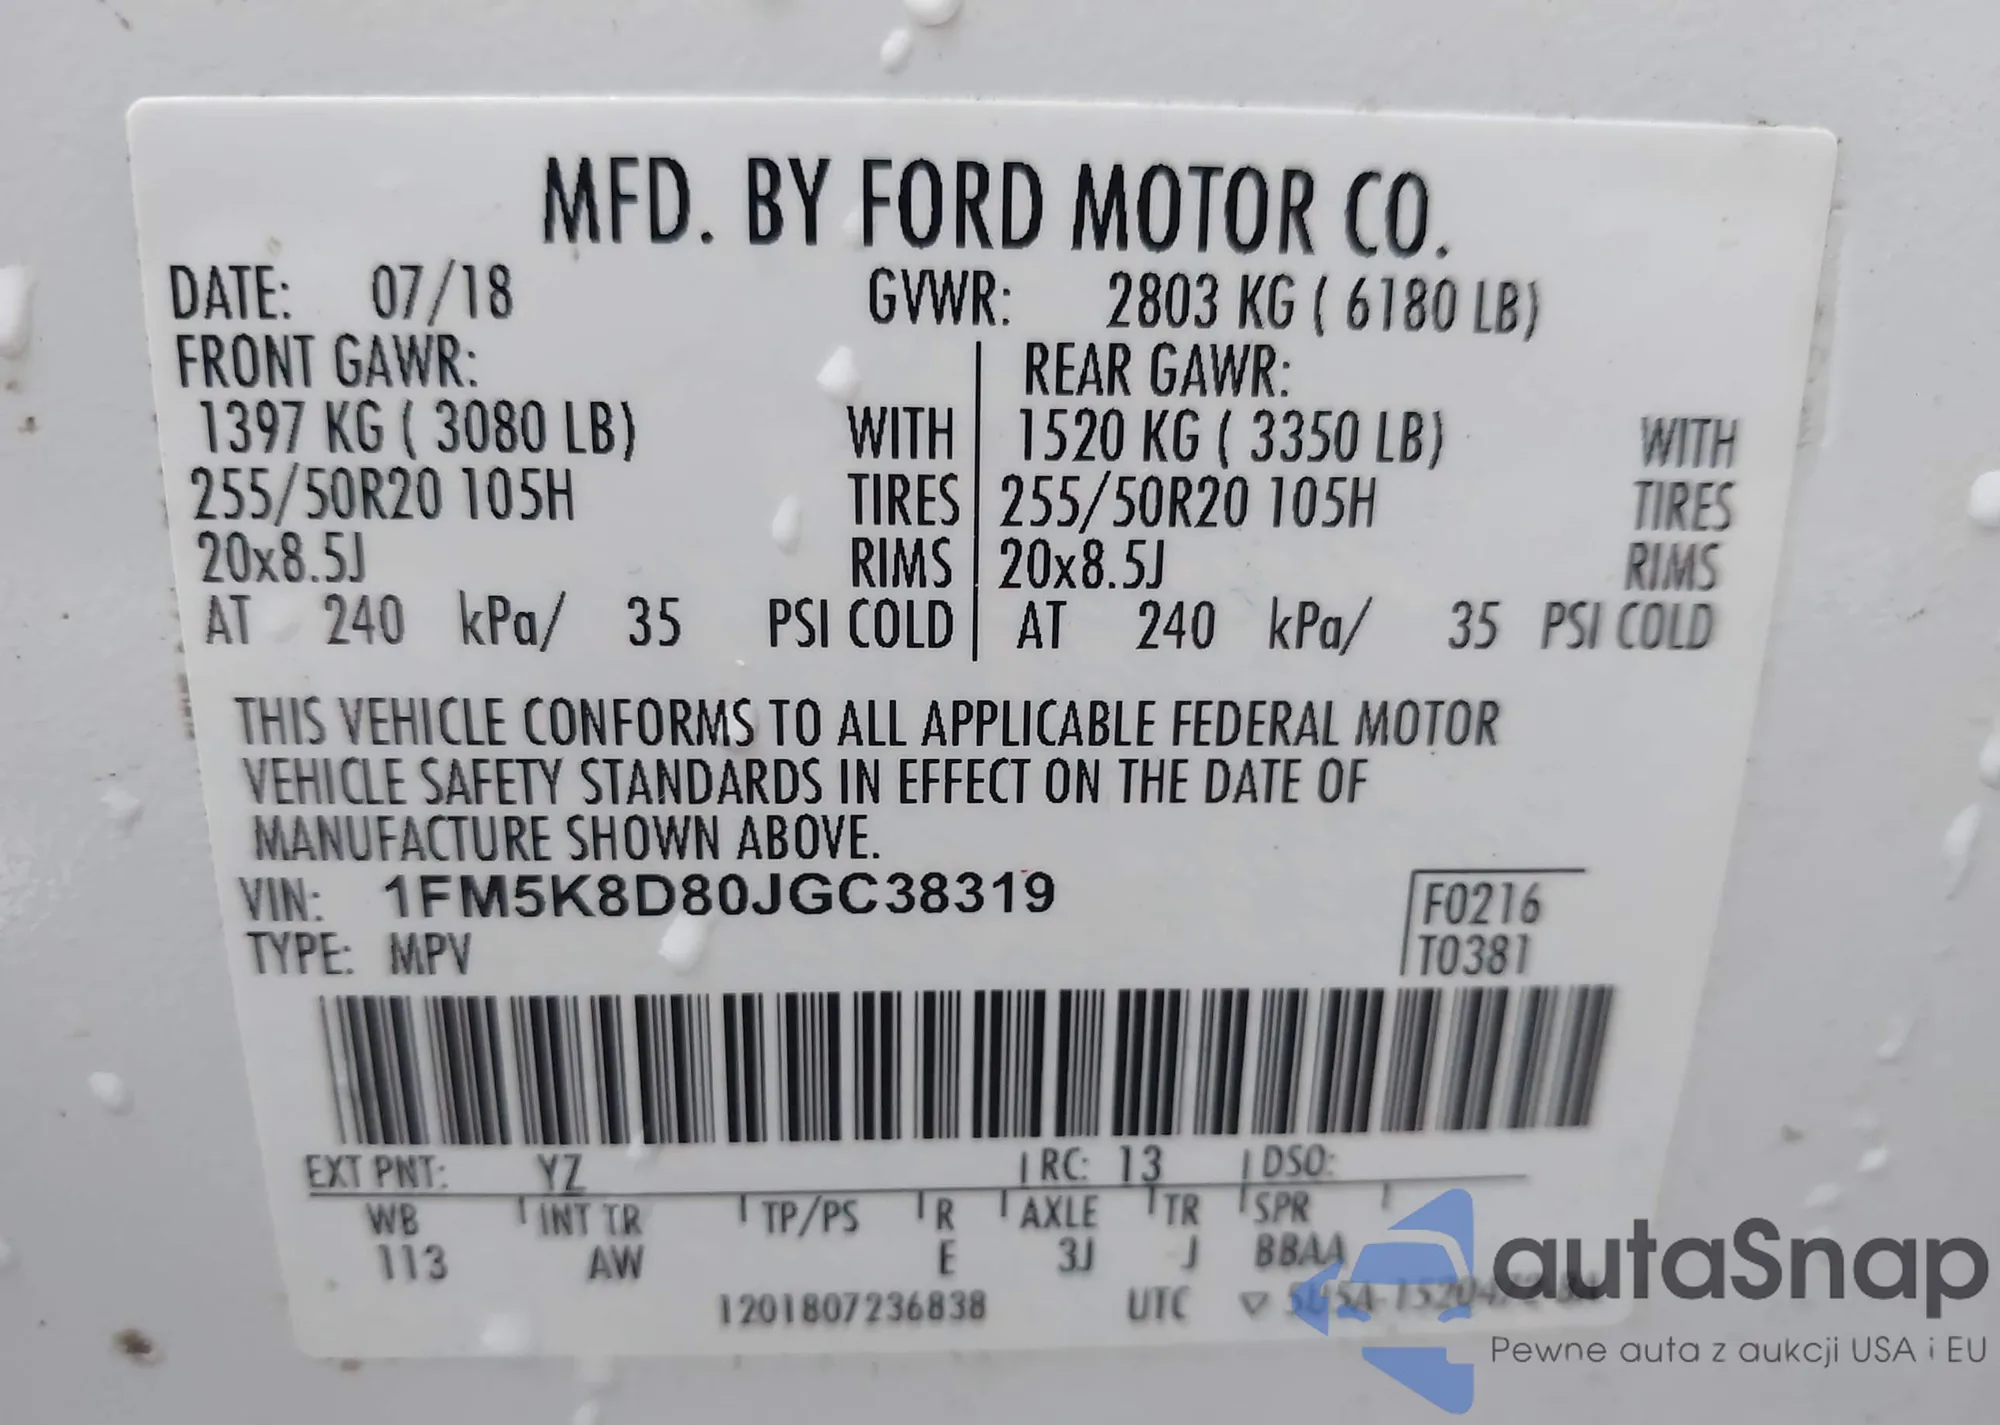 MFD. BY FORD MOTOR CO.
DATE: 07/18 GVWR: 2803 KG ( 6180 LB)
FRONT GAWR: REAR GAWR:
1397 KG ( 3080 LB) WITH 1520 KG ( 3350 LB) WITH
255/50R20 105H TIRES 255/50R20 105H TIRES
20x8.5J RIMS 20x8.5J RIMS
AT 240 kPa/ 35 PSI COLD AT 240 kPa/ 35 PSI COLD
THIS VEHICLE CONFORMS TO ALL APPLICABLE FEDERAL MOTOR
VEHICLE SAFETY STANDARDS IN EFFECT ON THE DATE OF
MANUFACTURE SHOWN ABOVE.
VIN: 1FM5K8D80JGC38319 F0216
TYPE: MPV T0381
EXT PNT: YZ RC: 13 DSO:
WB INT TR TP/PS R AXLE TR SPR
113 AW E 3J J BBAA
1201807236838 UTC
autaSnap
Pewne auta z aukcji USA i EU